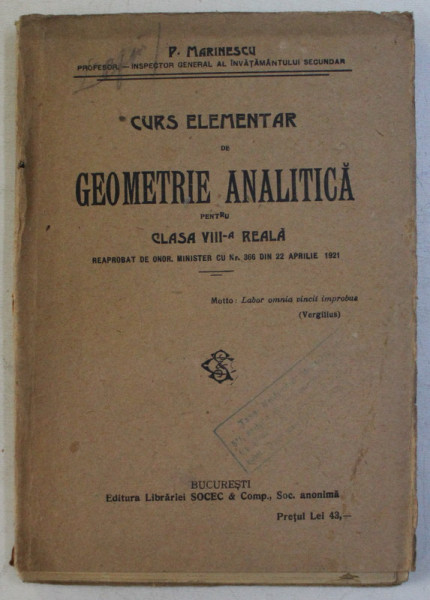 P. MARINESCU
PROFESOR, — INSPECTOR GENERAL AL ÎNVĂȚĂMÂNTULUI SECUNDAR
CURS ELEMENTAR
DE
GEOMETRIE ANALITICĂ
PENTRU
CLASA VIII-A REALĂ
REAPROBAT DE ONOR. MINISTER CU Nr. 366 DIN 22 APRILIE 1921
Motto: Labor omnia vincit improbus
(Vergilius)
BUCUREȘTI
Editura Librăriei SOCEC & Comp., Soc. anonimă
Prețul Lei 43,—